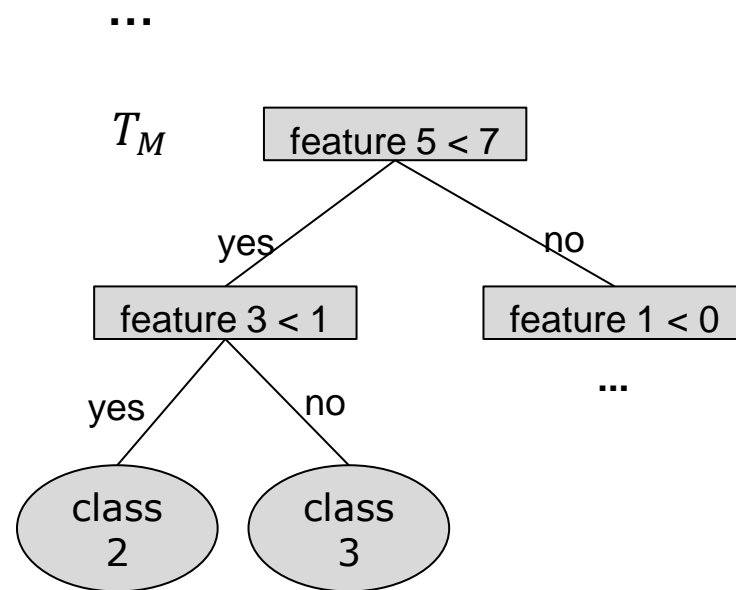 ...
T_M
feature 5 < 7
yes
no
feature 3 < 1
feature 1 < 0
...
yes
no
class
2
class
3